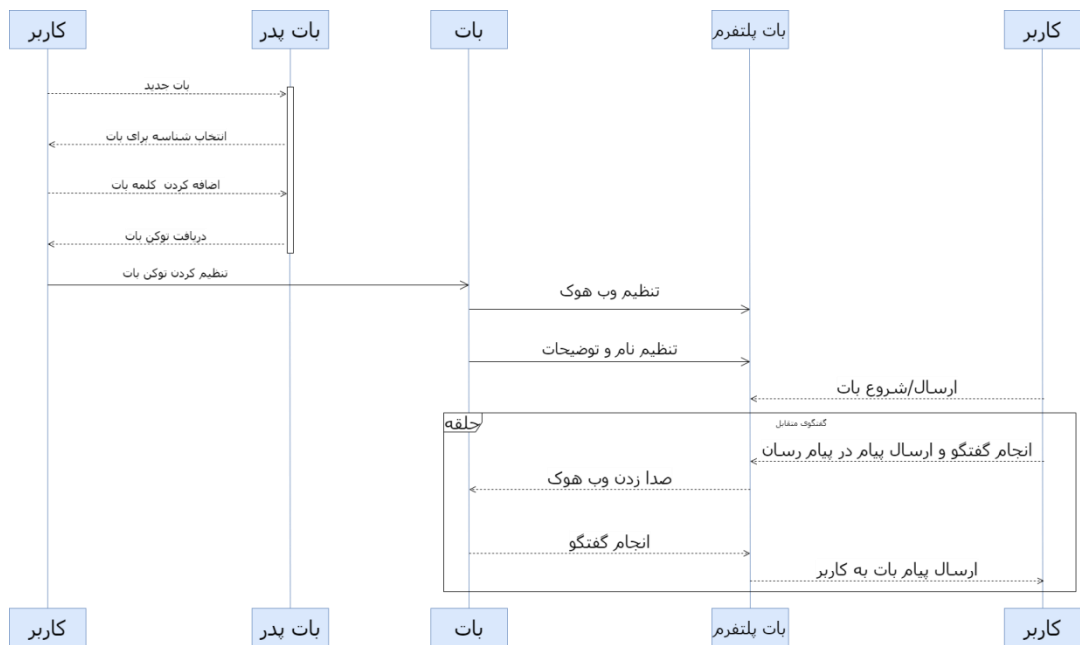 کاربر
بات پدر
بات
بات پلتفرم
کاربر
بات جدید
انتخاب شناسه برای بات
اضافه کردن کلمه بات
دریافت توکن بات
تنظیم کردن توکن بات
تنظیم وب هوک
تنظیم نام و توضیحات
ارسال/شروع بات
حلقه
گفتگوی متقابل
انجام گفتگو و ارسال پیام در پیام رسان
صدا زدن وب هوک
انجام گفتگو
ارسال پیام بات به کاربر
کاربر
بات پدر
بات
بات پلتفرم
کاربر